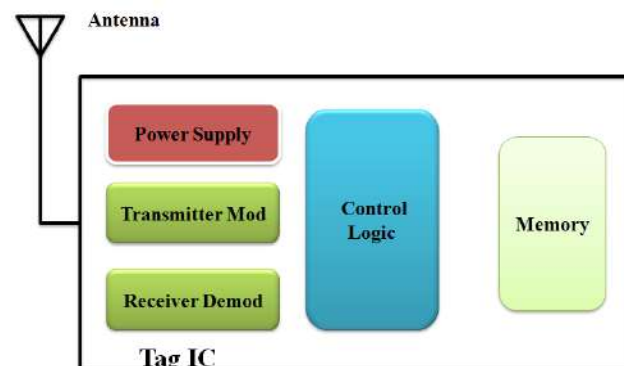 Antenna
Power Supply
Transmitter Mod
Control
Logic
Memory
Receiver Demod
Tag IC